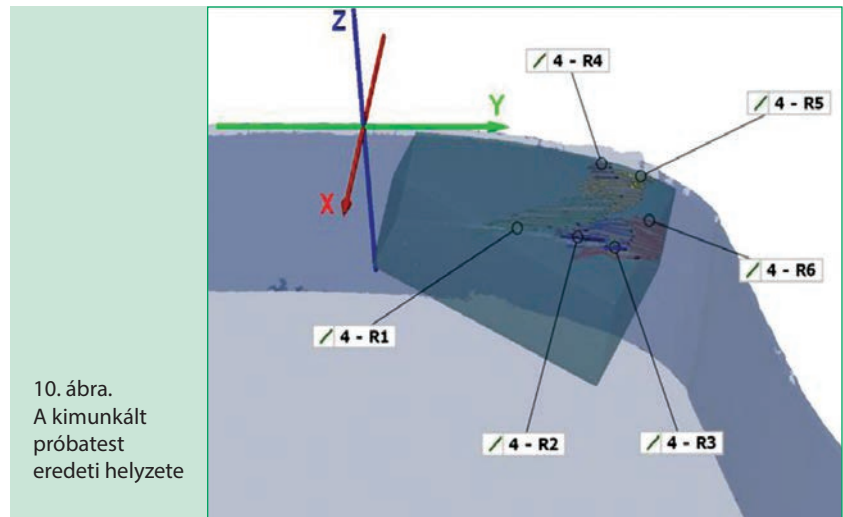 10. ábra.
A kimunkált
próbatest
eredeti helyzete
Z
4 - R4
Y
4 - R5
X
4 - R6
4 - R1
4 - R2
4 - R3